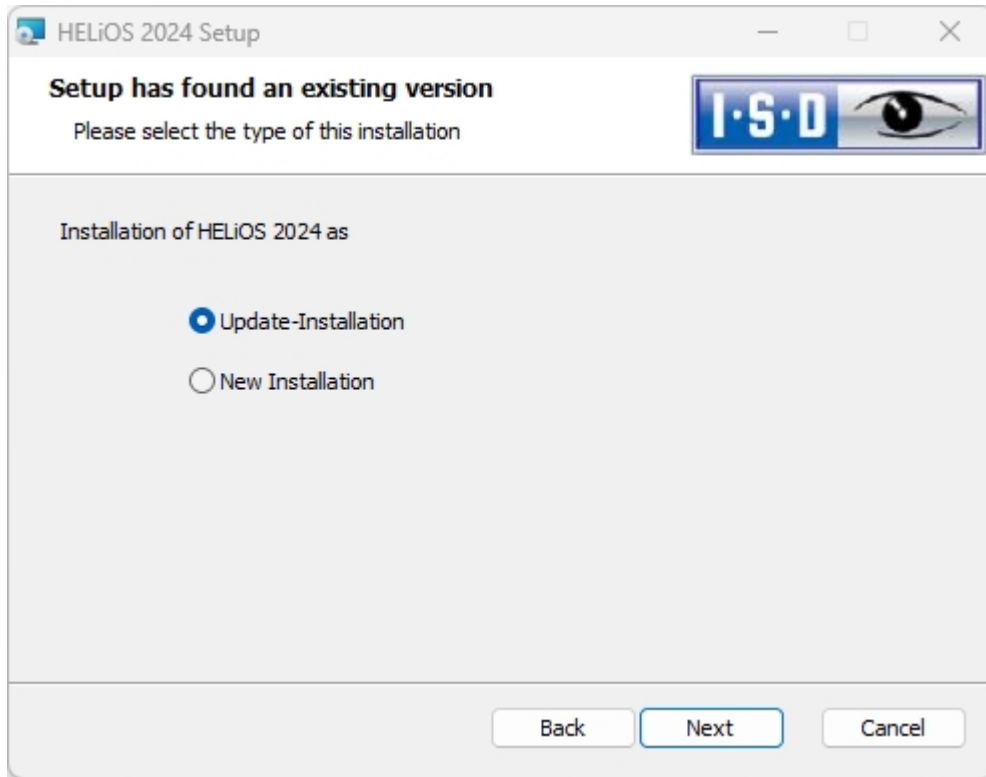 HELiOS 2024 Setup
Setup has found an existing version
Please select the type of this installation
I·S·D
Installation of HELiOS 2024 as
Update-Installation
New Installation
Back
Next
Cancel